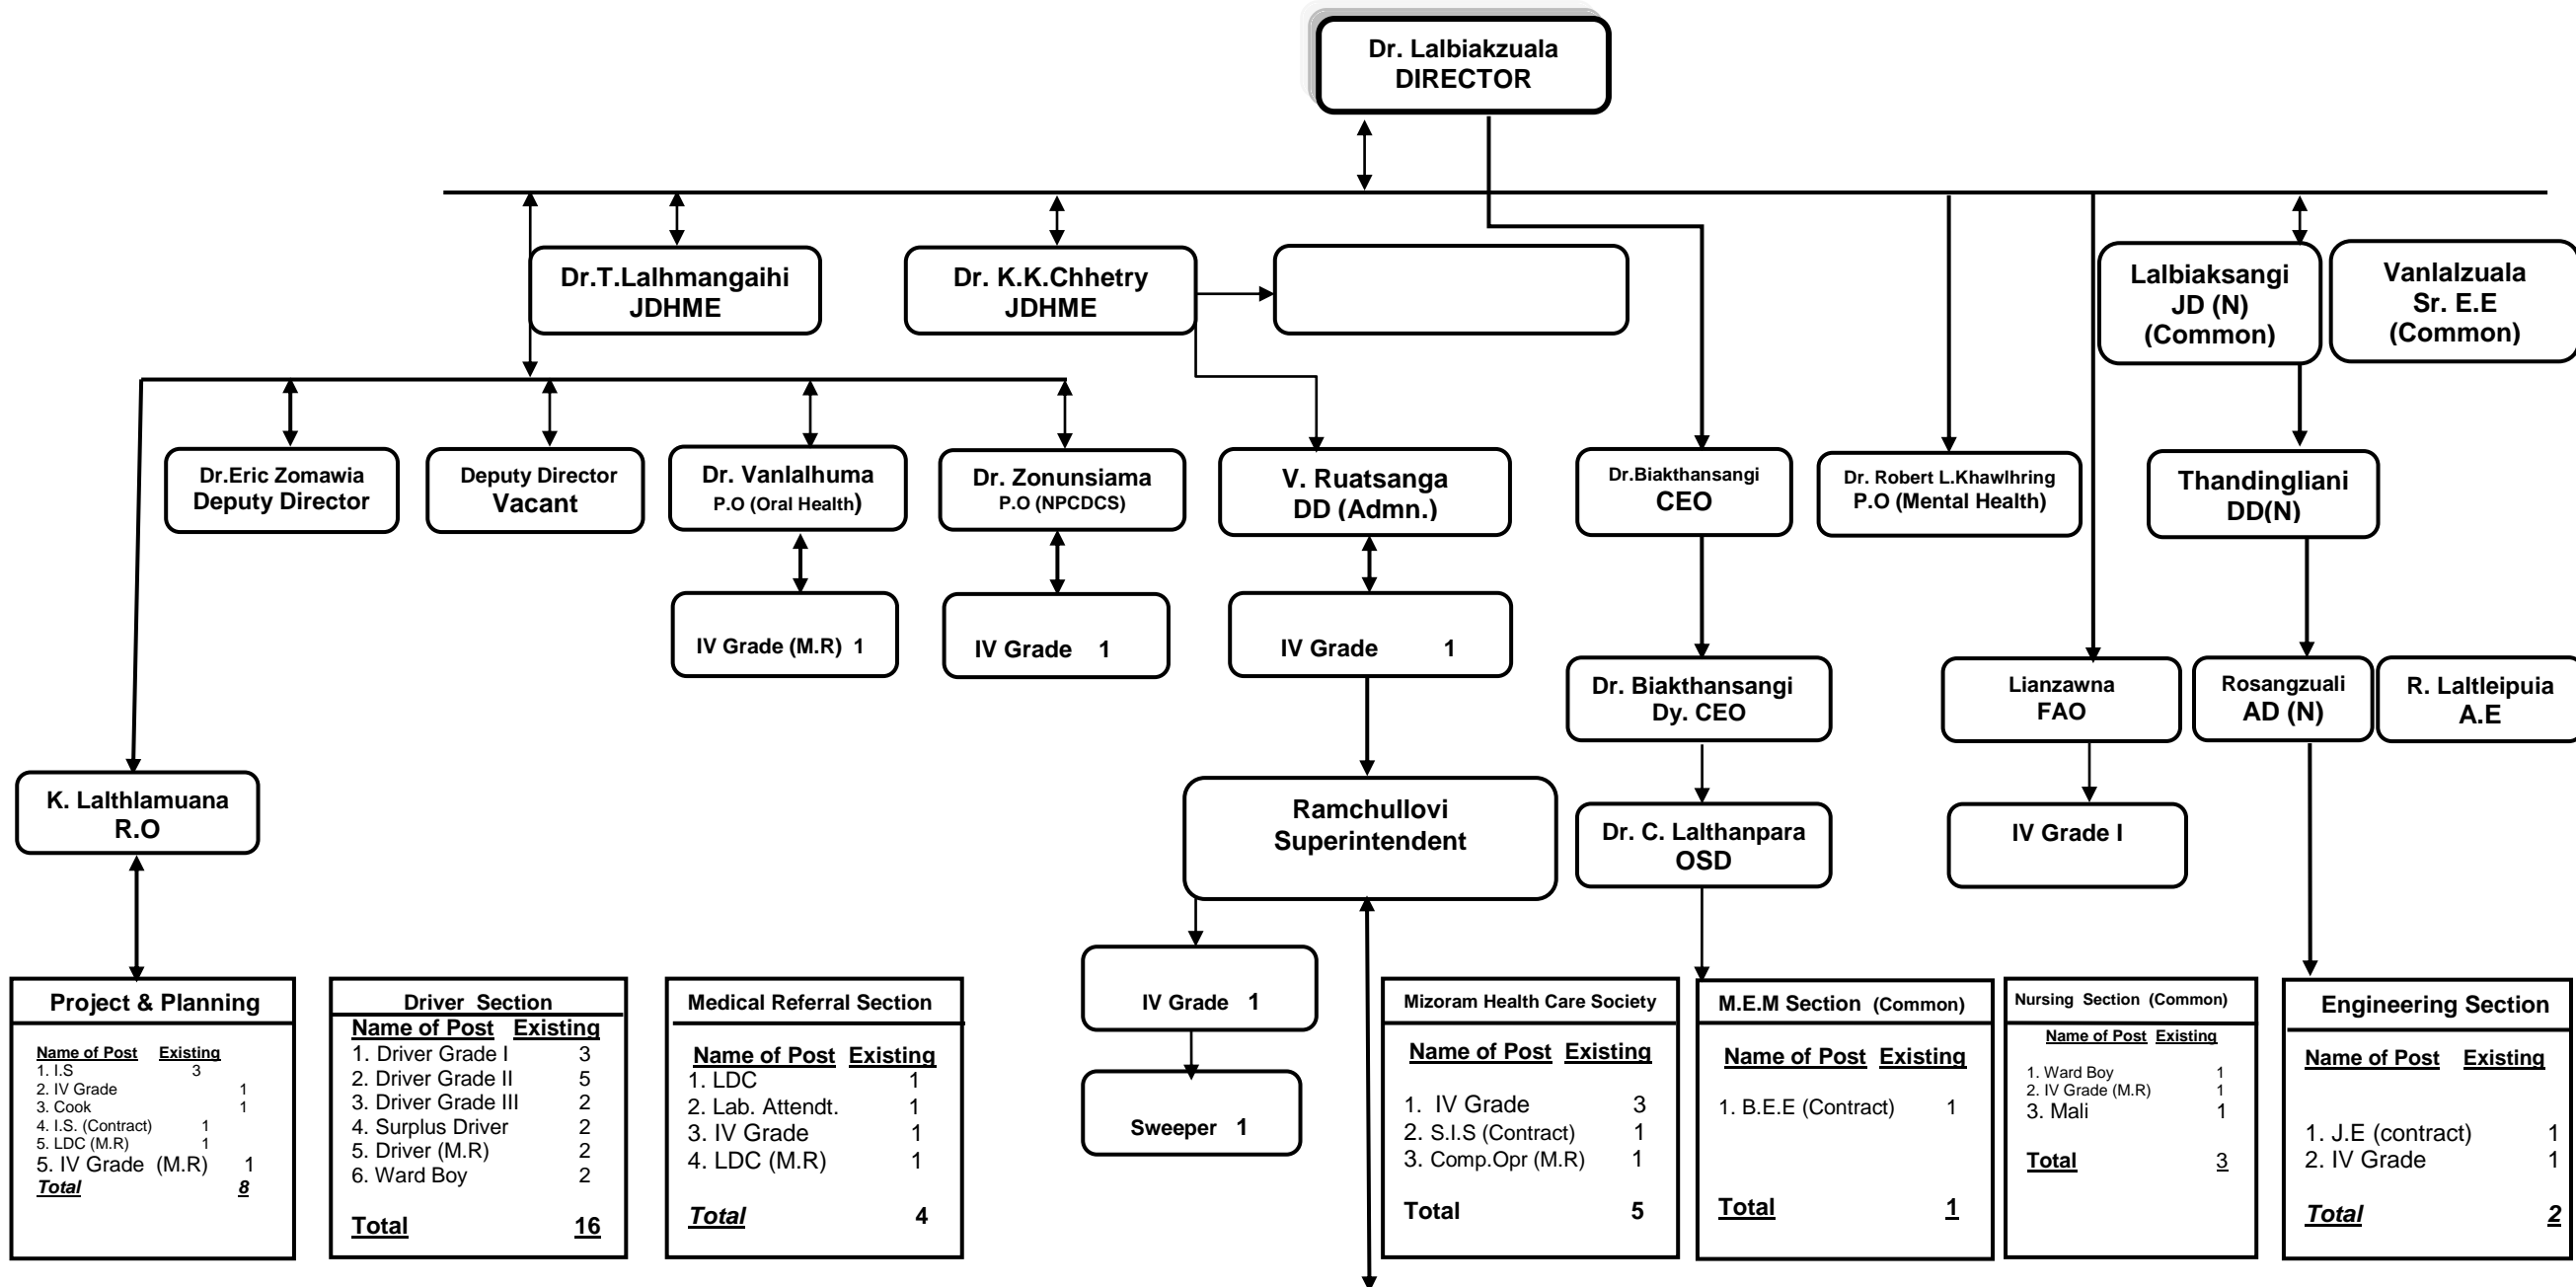 Dr. Lalbiakzuala
DIRECTOR
Dr.T.Lalhmangaihi
JDHME
Dr. K.K.Chhetry
JDHME
Lalbiaksangi
JD (N)
(Common)
Vanlalzuala
Sr. E.E
(Common)
Dr.Eric Zomawia
Deputy Director
Deputy Director
Vacant
Dr. Vanlalhuma
P.O (Oral Health)
Dr. Zonunsiama
P.O (NPCDCS)
V. Ruatsanga
DD (Admn.)
Dr.Biakthansangi
CEO
Dr. Robert L.Khawlhring
P.O (Mental Health)
Thandingliani
DD(N)
IV Grade (M.R) 1
IV Grade 1
IV Grade 1
Dr. Biakthansangi
Dy. CEO
Lianzawna
FAO
Rosangzuali
AD (N)
R. Laltleipuia
A.E
K. Lalthlamuana
R.O
Ramchullovi
Superintendent
Dr. C. Lalthanpara
OSD
IV Grade I
IV Grade 1
Sweeper 1
Project & Planning
Name of Post Existing
1. I.S 3
2. IV Grade 1
3. Cook 1
4. I.S. (Contract) 1
5. LDC (M.R) 1
5. IV Grade (M.R) 1
Total 8
Driver Section
Name of Post Existing
1. Driver Grade I 3
2. Driver Grade II 5
3. Driver Grade III 2
4. Surplus Driver 2
5. Driver (M.R) 2
6. Ward Boy 2
Total 16
Medical Referral Section
Name of Post Existing
1. LDC 1
2. Lab. Attendt. 1
3. IV Grade 1
4. LDC (M.R) 1
Total 4
Mizoram Health Care Society
Name of Post Existing
1. IV Grade 3
2. S.I.S (Contract) 1
3. Comp.Opr (M.R) 1
Total 5
M.E.M Section (Common)
Name of Post Existing
1. B.E.E (Contract) 1
Total 1
Nursing Section (Common)
Name of Post Existing
1. Ward Boy 1
2. IV Grade (M.R) 1
3. Mali 1
Total 3
Engineering Section
Name of Post Existing
1. J.E (contract) 1
2. IV Grade 1
Total 2